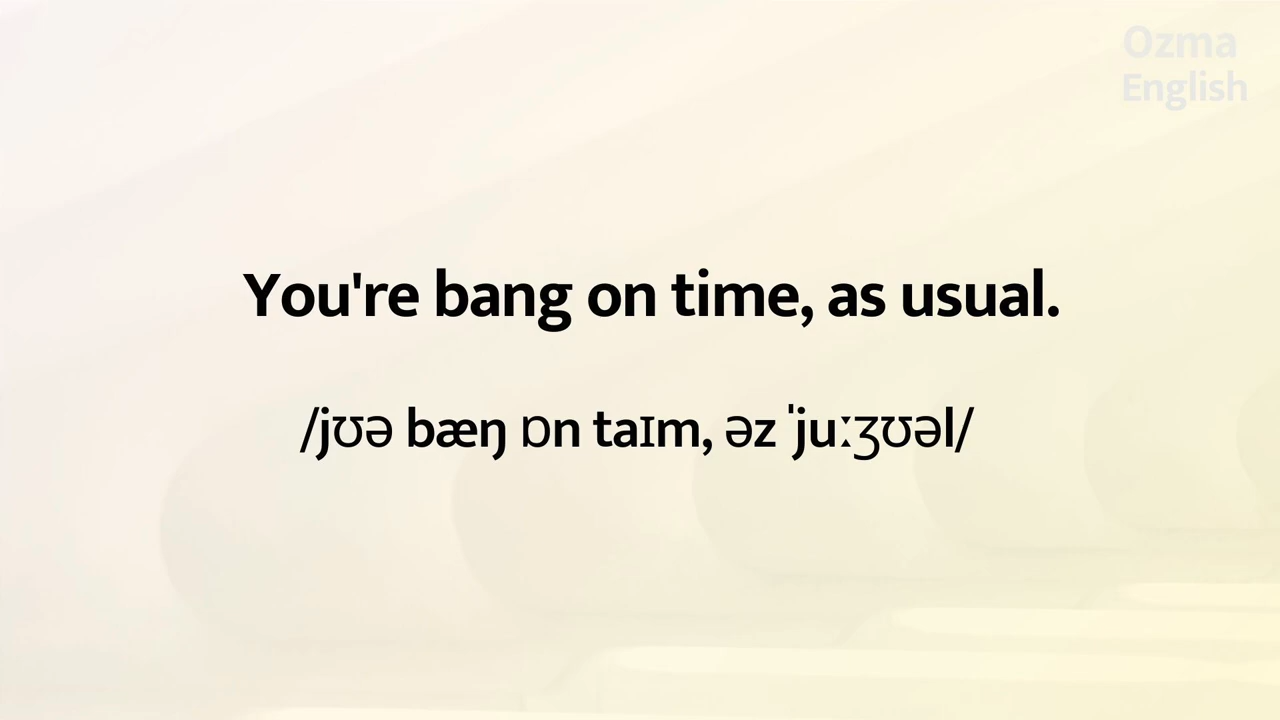 Ozma
English
You're bang on time, as usual.
/jʊə bæŋ ɒn taɪm, əz ˈjuːʒʊəl/